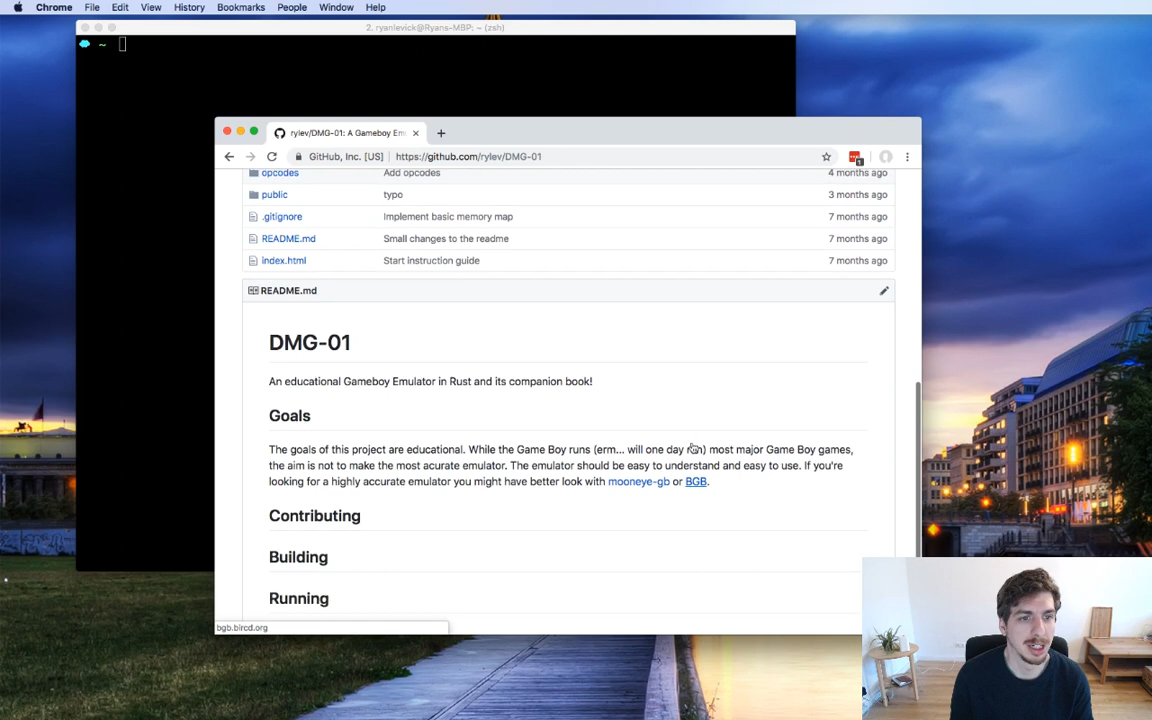 Chrome File Edit View History Bookmarks People Window Help
2. ryanlevick@Ryans-MBP: ~ (zsh)
~
rylev/DMG-01: A Gameboy Em
GitHub, Inc. [US] https://github.com/rylev/DMG-01
opcodes Add opcodes 4 months ago
public typo 3 months ago
.gitignore Implement basic memory map 7 months ago
README.md Small changes to the readme 7 months ago
index.html Start instruction guide 7 months ago
README.md
DMG-01
An educational Gameboy Emulator in Rust and its companion book!
Goals
The goals of this project are educational. While the Game Boy runs (erm... will one day run) most major Game Boy games,
the aim is not to make the most acurate emulator. The emulator should be easy to understand and easy to use. If you're
looking for a highly accurate emulator you might have better look with mooneye-gb or BGB.
Contributing
Building
Running
bgb.bircd.org